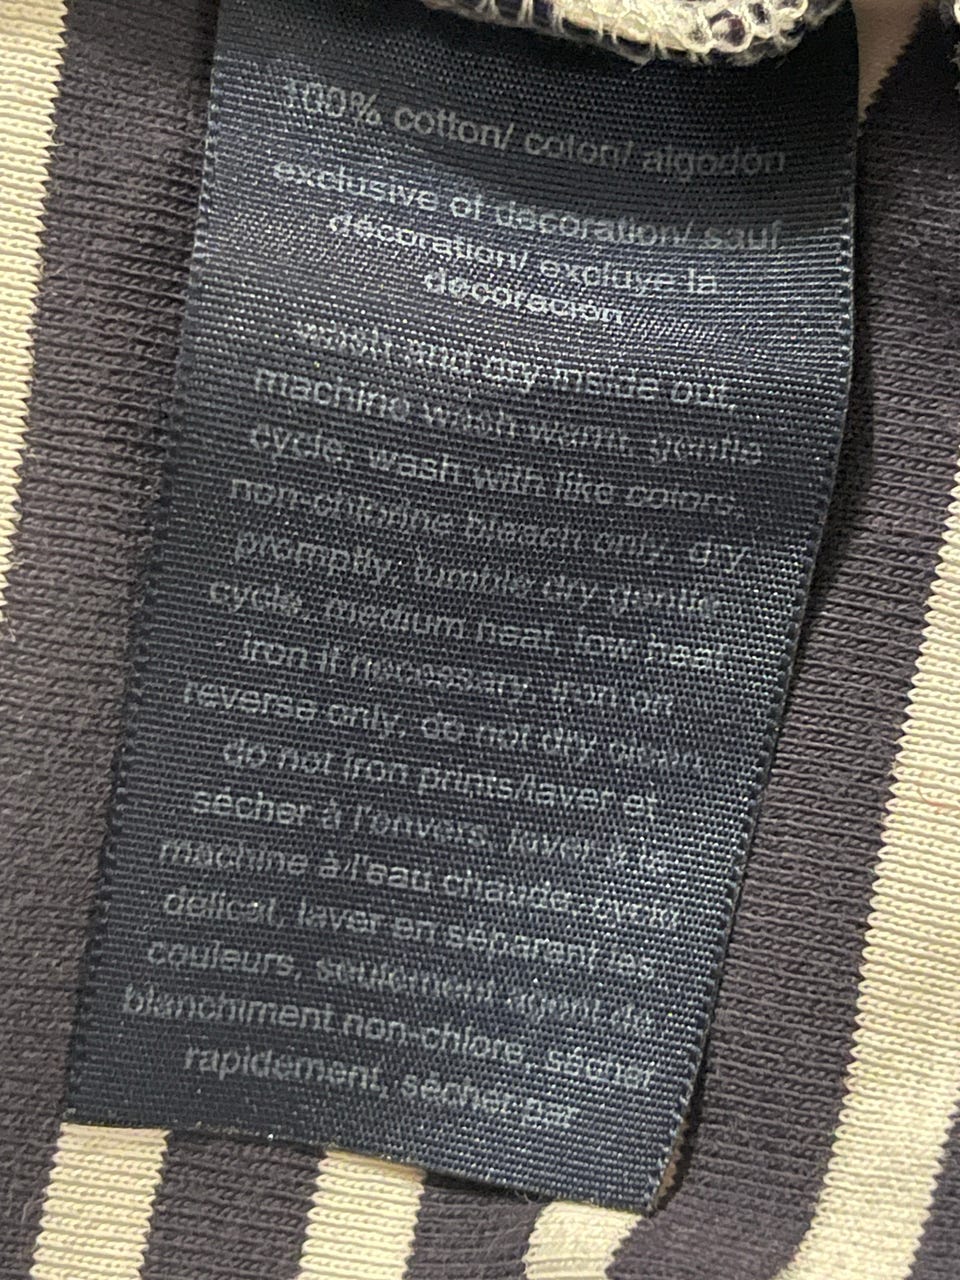 100% cotton/ coton/ algodón
exclusive of decoration/ sauf
décoration/ excluye la
decoración
wash and dry inside out,
machine wash warm, gentle
cycle, wash with like colors,
non-chlorine bleach only, dry
promptly, tumble dry gentle
cycle, medium heat, low heat
iron if necessary, iron on
reverse only, do not dry clean,
do not iron prints/laver et
sécher à l'envers, laver à la
machine à l'eau chaude, cycle
délicat, laver en séparant les
couleurs, seulement agent de
blanchiment non-chlore, sécher
rapidement, sécher par